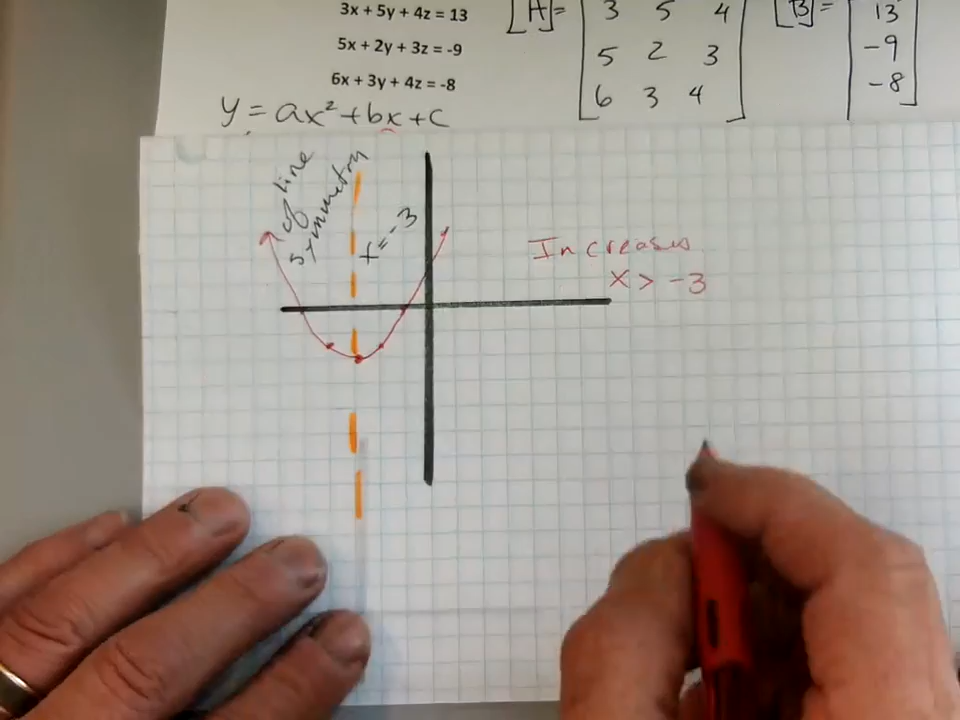 3x + 5y + 4z = 13
5x + 2y + 3z = -9
6x + 3y + 4z = -8
[A] = 3 5 4
5 2 3
6 3 4
[B] = 13
-9
-8
y = ax² + bx + c
line
of
symmetry
x = -3
Increases
x > -3